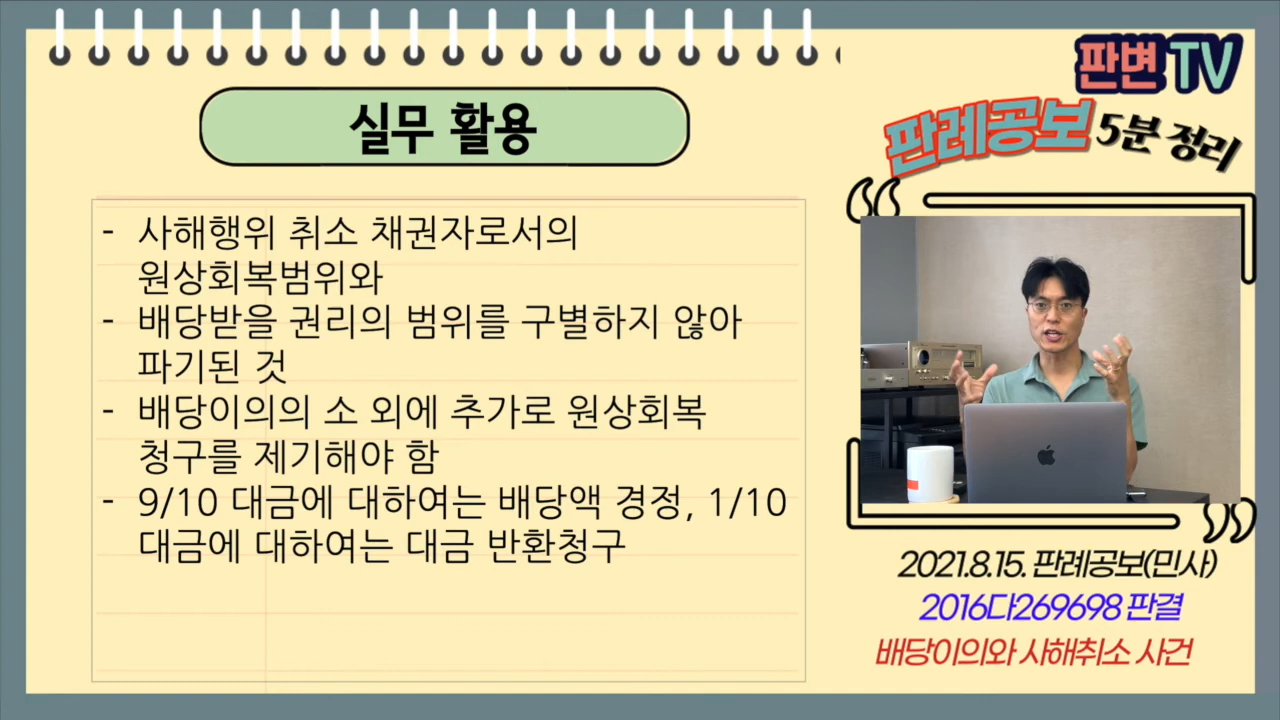 판변 TV
판례공보 5분 정리
실무 활용
- 사해행위 취소 채권자로서의
원상회복범위와
- 배당받을 권리의 범위를 구별하지 않아
파기된 것
- 배당이의의 소 외에 추가로 원상회복
청구를 제기해야 함
- 9/10 대금에 대하여는 배당액 경정, 1/10
대금에 대하여는 대금 반환청구
2021.8.15. 판례공보(민사)
2016다269698 판결
배당이의와 사해취소 사건